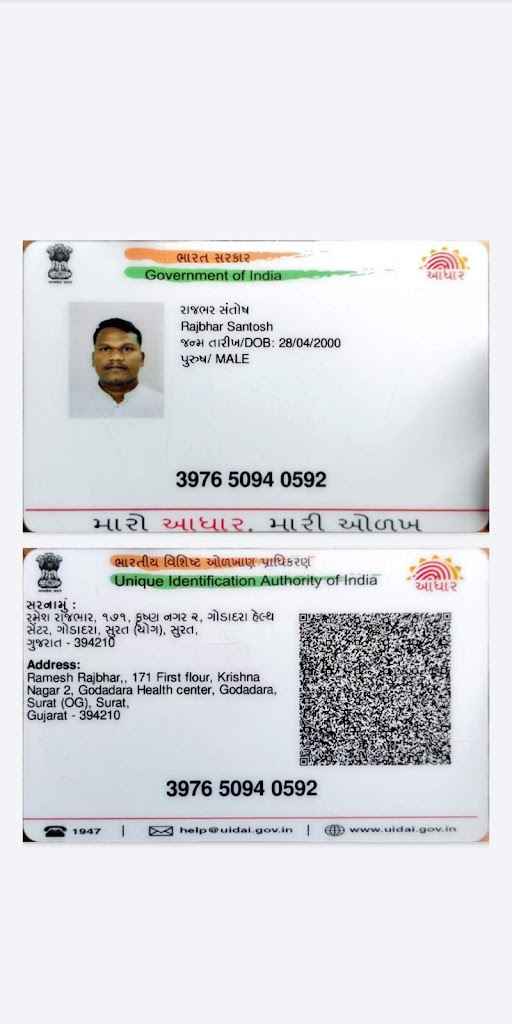 ભારત સરકાર
Government of India
આધાર
રાજભર સંતોષ
Rajbhar Santosh
જન્મ તારીખ/DOB: 28/04/2000
પુરુષ/ MALE
3976 5094 0592
મારો આધાર, મારી ઓળખ
ભારતીય વિશિષ્ટ ઓળખાણ પ્રાધિકરણ
Unique Identification Authority of India
આધાર
સરનામું :
રમેશ રાજભાર, ૧૭૧, કૃષ્ણ નગર ૨, ગોડાદરા હેલ્થ
સેંટર, ગોડાદરા, સુરત (ઓગ), સુરત,
ગુજરાત - 394210
Address:
Ramesh Rajbhar,, 171 First flour, Krishna
Nagar 2, Godadara Health center, Godadara,
Surat (OG), Surat,
Gujarat - 394210
3976 5094 0592
1947 | help@uidai.gov.in | www.uidai.gov.in